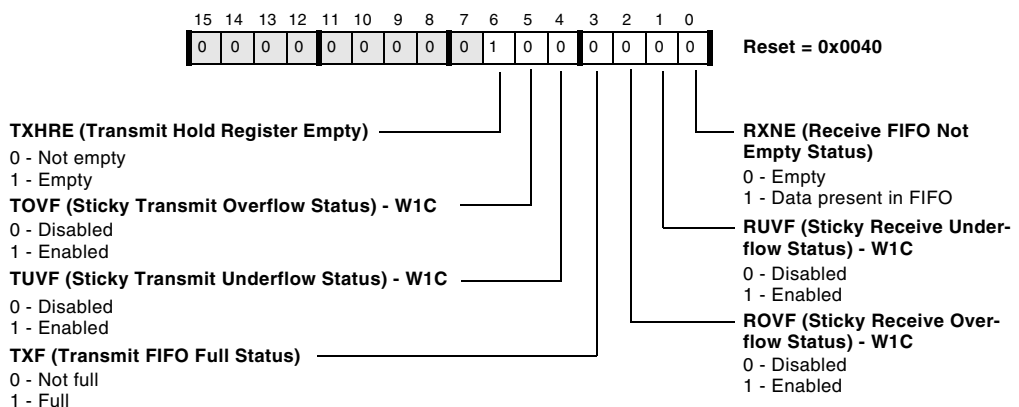 15 14 13 12 11 10 9 8 7 6 5 4 3 2 1 0
0 0 0 0 0 0 0 0 0 1 0 0 0 0 0 0
Reset = 0x0040
TXHRE (Transmit Hold Register Empty)
0 - Not empty
1 - Empty
TOVF (Sticky Transmit Overflow Status) - W1C
0 - Disabled
1 - Enabled
TUVF (Sticky Transmit Underflow Status) - W1C
0 - Disabled
1 - Enabled
TXF (Transmit FIFO Full Status)
0 - Not full
1 - Full
RXNE (Receive FIFO Not
Empty Status)
0 - Empty
1 - Data present in FIFO
RUVF (Sticky Receive Under-
flow Status) - W1C
0 - Disabled
1 - Enabled
ROVF (Sticky Receive Over-
flow Status) - W1C
0 - Disabled
1 - Enabled